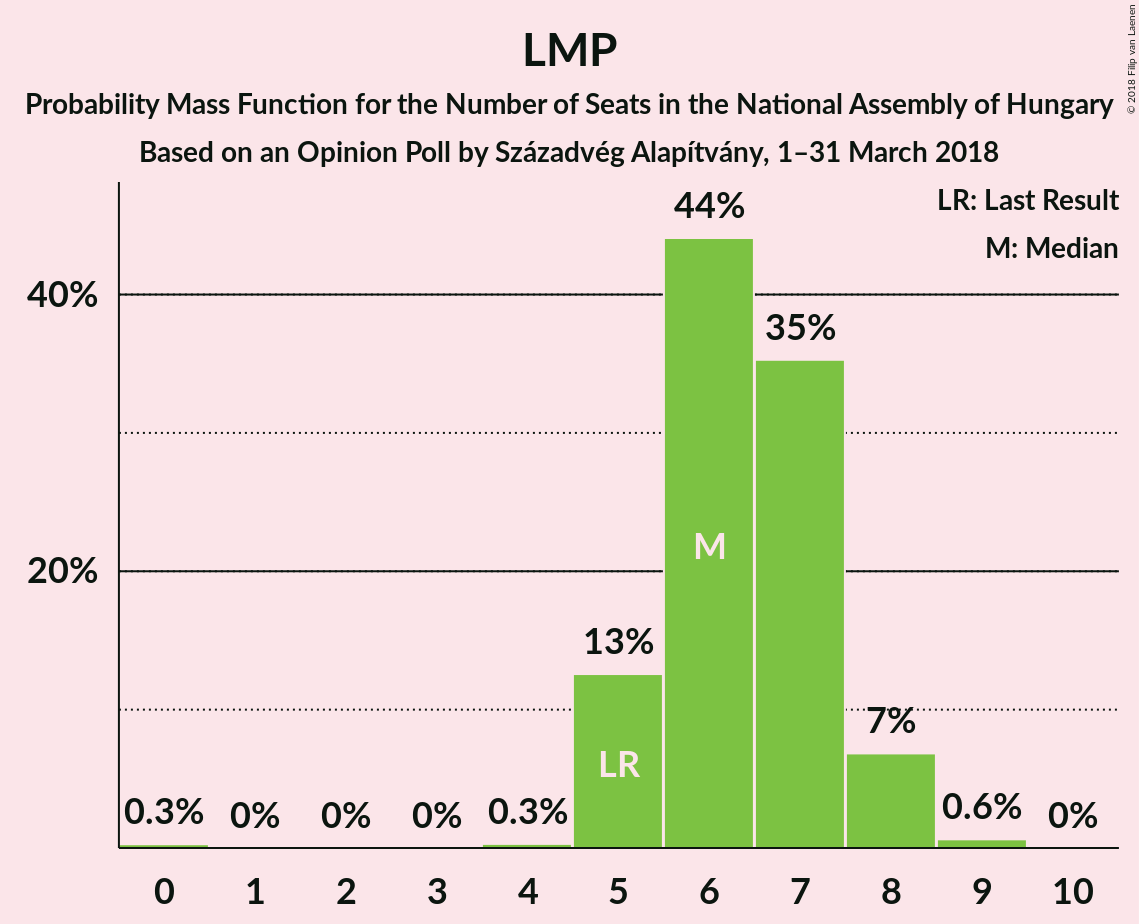 LMP
Probability Mass Function for the Number of Seats in the National Assembly of Hungary
Based on an Opinion Poll by Századvég Alapítvány, 1–31 March 2018
© 2018 Filip van Laenen
LR: Last Result
M: Median
40%
20%
0.3%
0%
0%
0%
0.3%
13%
44%
35%
7%
0.6%
0%
LR
M
0 1 2 3 4 5 6 7 8 9 10